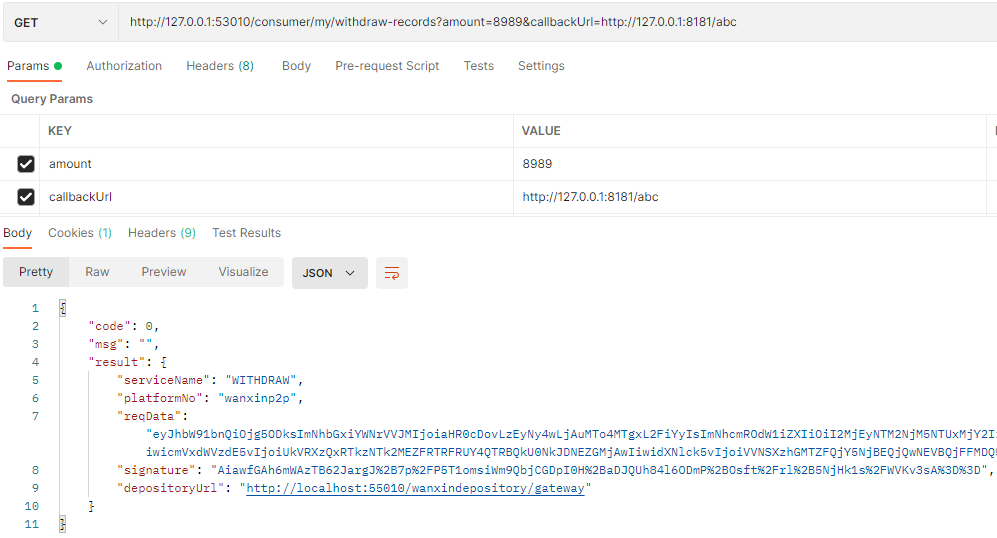 GET http://127.0.0.1:53010/consumer/my/withdraw-records?amount=8989&callbackUrl=http://127.0.0.1:8181/abc
Params Authorization Headers (8) Body Pre-request Script Tests Settings
Query Params
KEY VALUE
amount 8989
callbackUrl http://127.0.0.1:8181/abc
Body Cookies (1) Headers (9) Test Results
Pretty Raw Preview Visualize JSON
1 {
2 "code": 0,
3 "msg": "",
4 "result": {
5 "serviceName": "WITHDRAW",
6 "platformNo": "wanxinp2p",
7 "reqData":
"eyJhbW91bnQiOjg5ODksImNhbGxiYWNrVVJMIjoiaHR0cDovLzEyNy4wLjAuMTo4MTgxL2FiYyIsImNhcmROdW1iZXIiOiI2MjEyNTM2NjM5NTUxMjY2I
iwicmVxdWVzdE5vIjoiUkVRXzQxRTkzNTk2MEZFRTRFRUY4QTRBQkU0NkJDNEZGMjAwIiwidXNlck5vIjoiVVNSXzhGMTZFQjY5NjBEQjQwNEVBQjFFMDQ
8 "signature": "AiawfGAh6mWAzTB62JargJ%2B7p%2FP5T1omsiWm9QbjCGDpI0H%2BaDJQUh84l6ODmP%2BOsft%2Frl%2B5NjHk1s%2FWVKv3sA%3D%3D",
9 "depositoryUrl": "http://localhost:55010/wanxindepository/gateway"
10 }
11 }